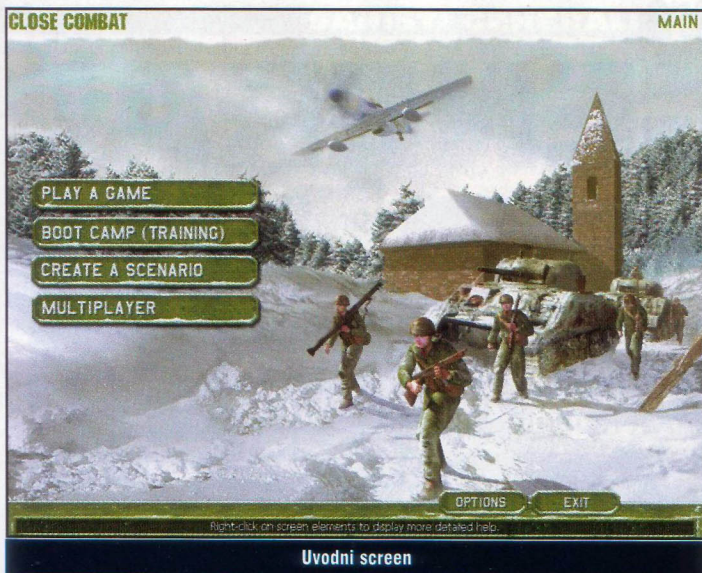 CLOSE COMBAT
MAIN
PLAY A GAME
BOOT CAMP (TRAINING)
CREATE A SCENARIO
MULTIPLAYER
OPTIONS
EXIT
Right-click on screen elements to display more detailed help.
Uvodni screen